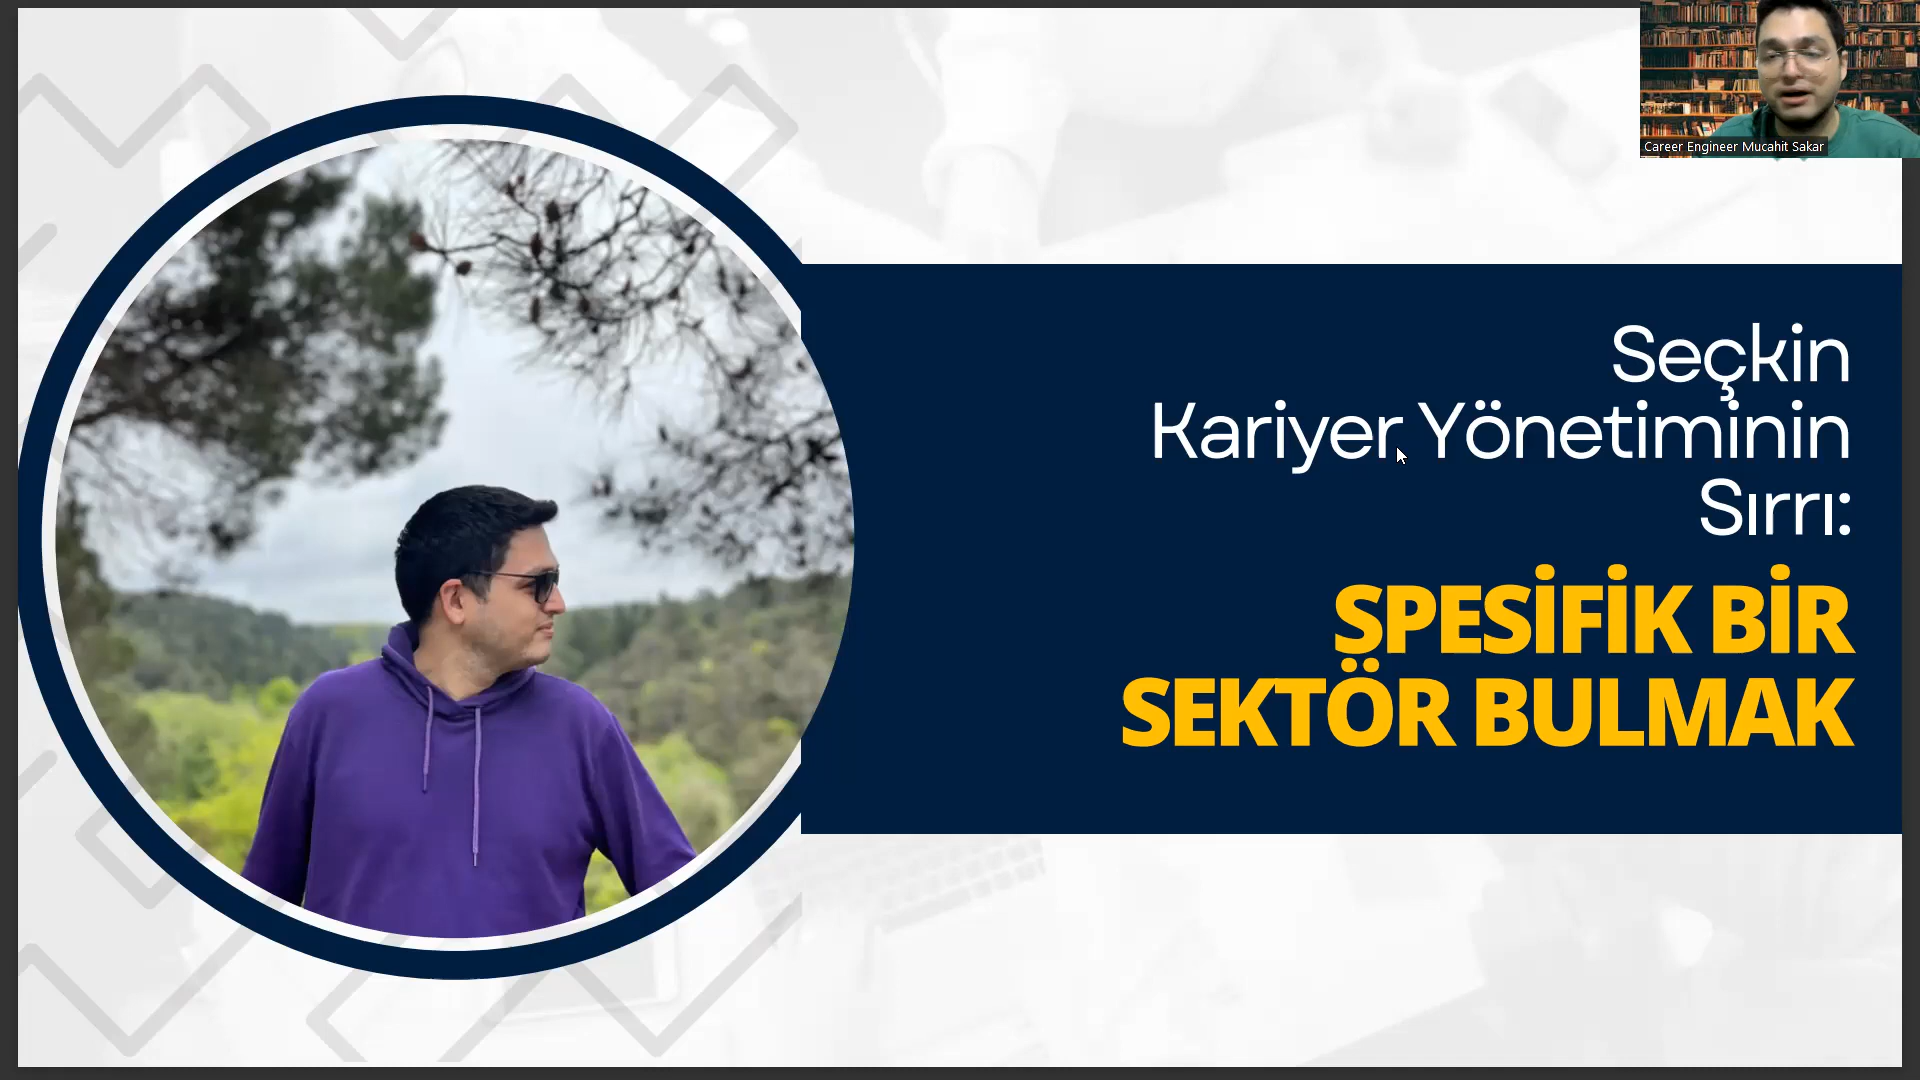 Career Engineer Mucahit Sakar
Seçkin
Kariyer Yönetiminin
Sırrı:
SPESİFİK BİR
SEKTÖR BULMAK